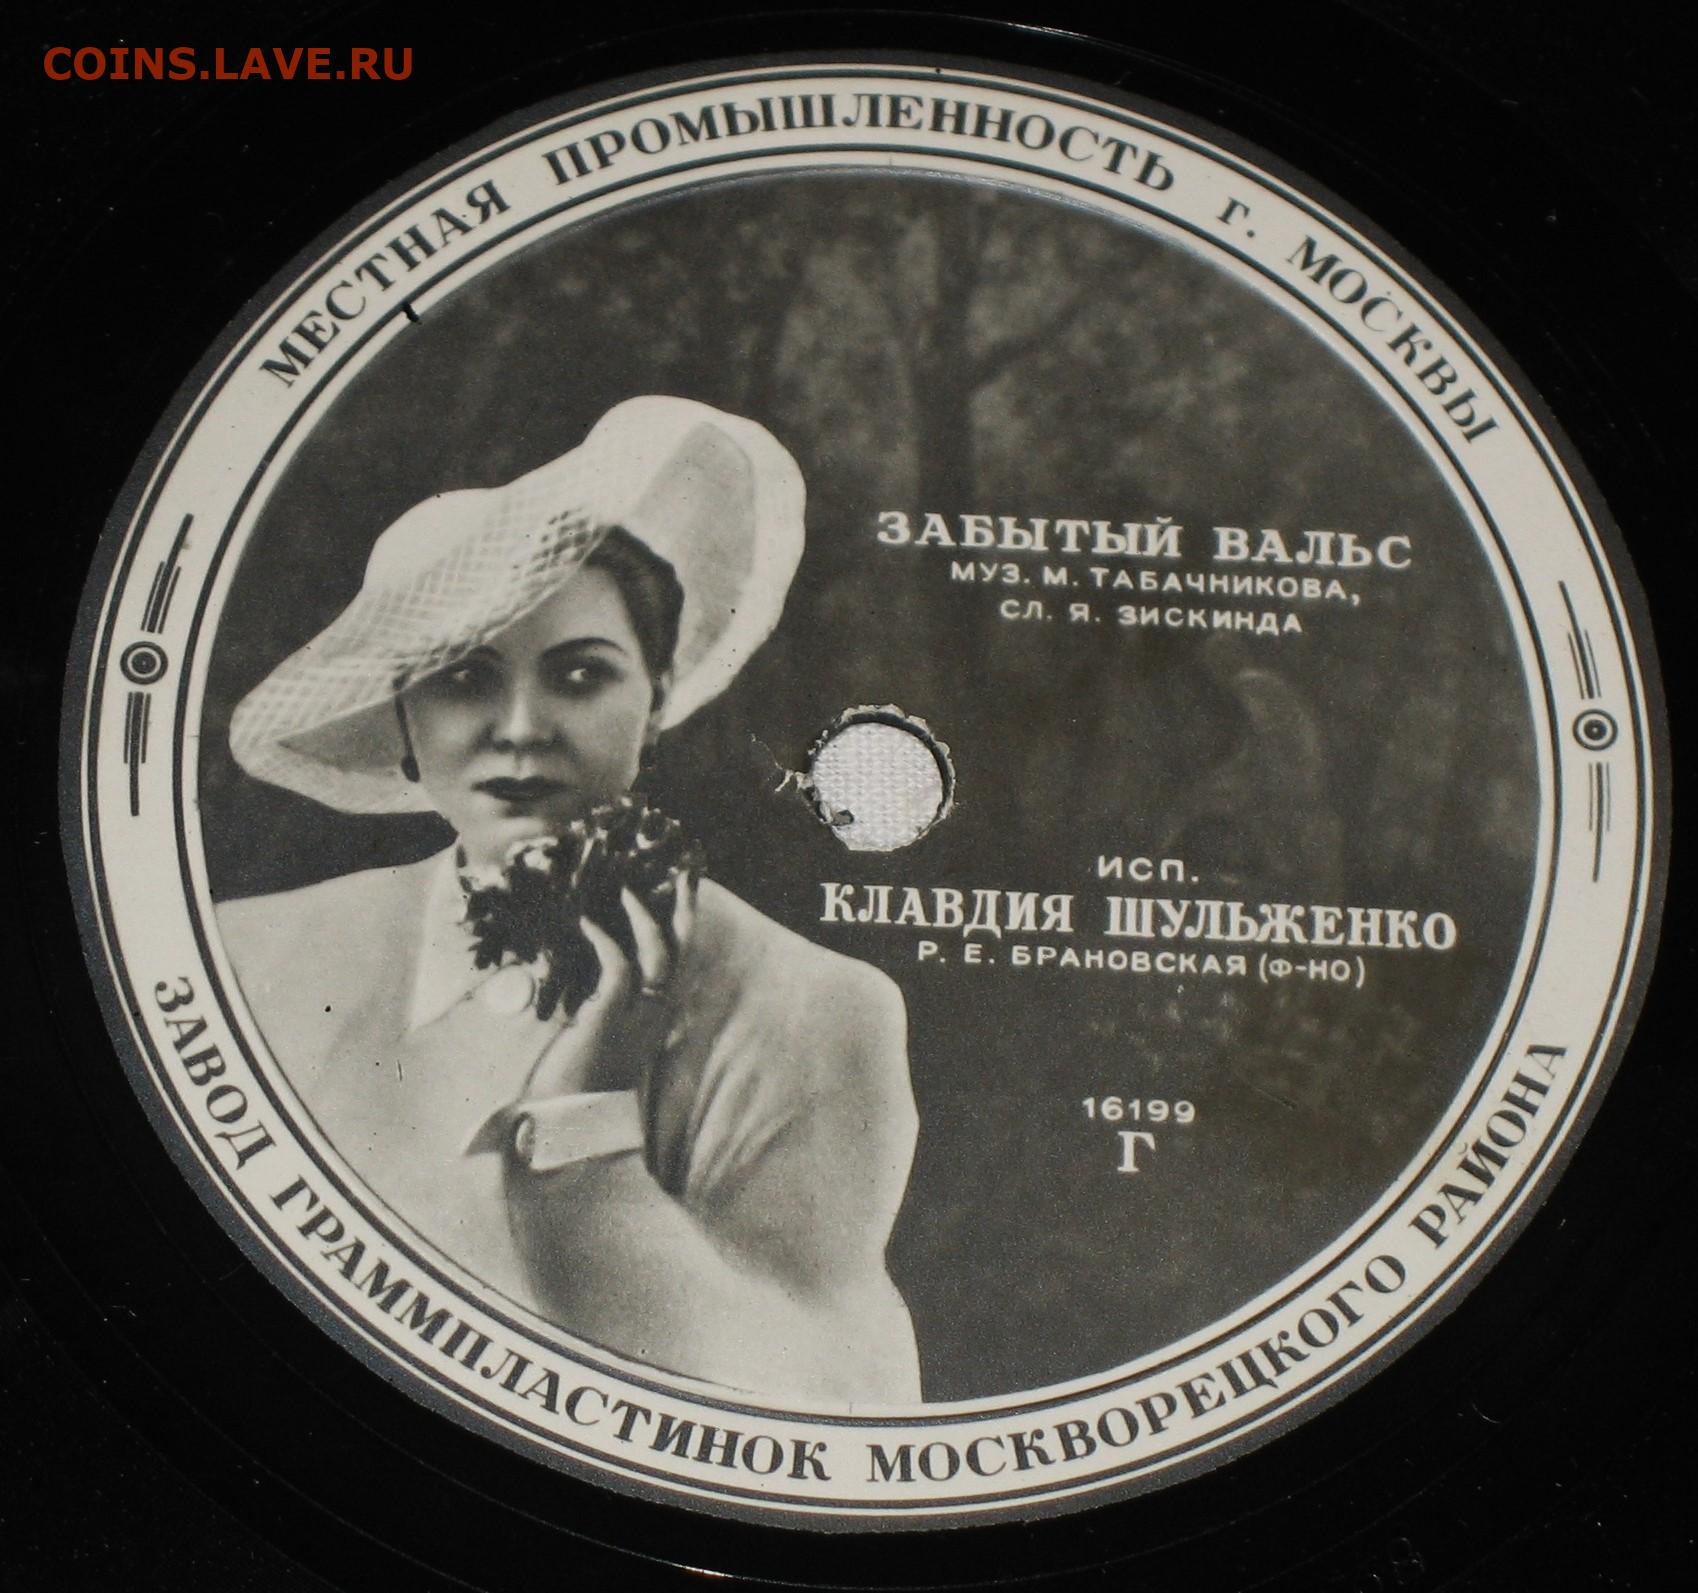 COINS.LAVE.RU
МЕСТНАЯ ПРОМЫШЛЕННОСТЬ г. МОСКВЫ
ЗАБЫТЫЙ ВАЛЬС
МУЗ. М. ТАБАЧНИКОВА,
СЛ. Я. ЗИСКИНДА
ИСП.
КЛАВДИЯ ШУЛЬЖЕНКО
Р. Е. БРАНОВСКАЯ (Ф-НО)
16199
Г
ЗАВОД ГРАММПЛАСТИНОК МОСКВОРЕЦКОГО РАЙОНА